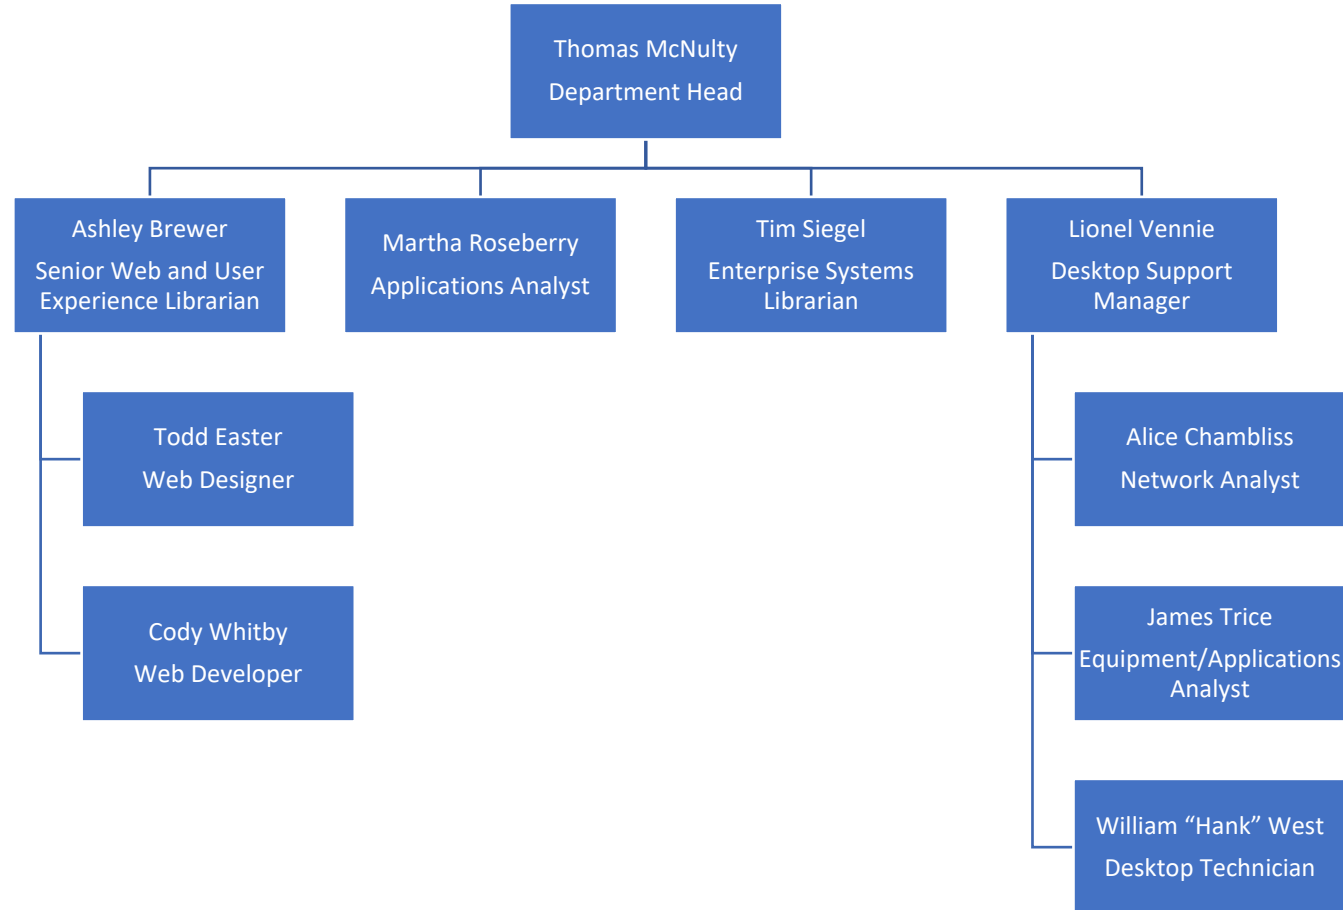 Thomas McNulty
Department Head
Ashley Brewer
Senior Web and User
Experience Librarian
Martha Roseberry
Applications Analyst
Tim Siegel
Enterprise Systems
Librarian
Lionel Vennie
Desktop Support
Manager
Todd Easter
Web Designer
Cody Whitby
Web Developer
Alice Chambliss
Network Analyst
James Trice
Equipment/Applications
Analyst
William “Hank” West
Desktop Technician